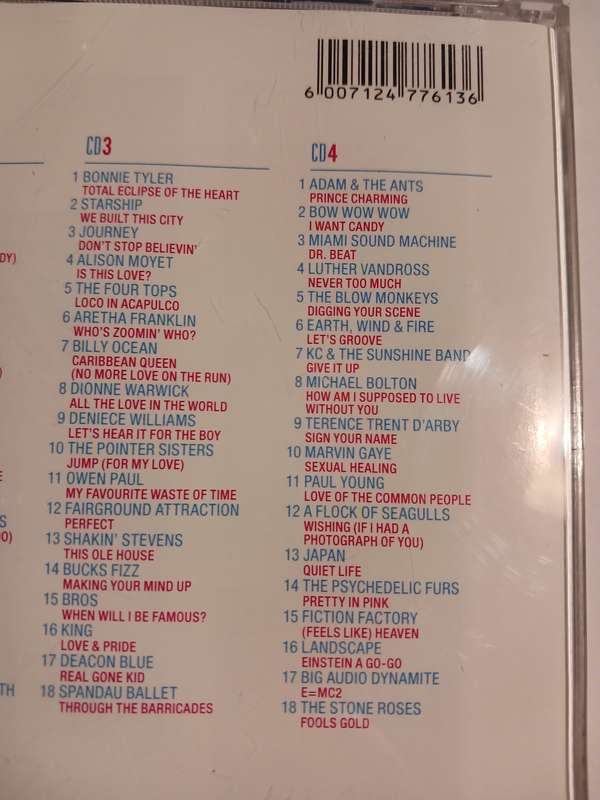 6 007124 776136
DY)
)
E
S
O)
TH
CD3
1 BONNIE TYLER
TOTAL ECLIPSE OF THE HEART
2 STARSHIP
WE BUILT THIS CITY
3 JOURNEY
DON'T STOP BELIEVIN'
4 ALISON MOYET
IS THIS LOVE?
5 THE FOUR TOPS
LOCO IN ACAPULCO
6 ARETHA FRANKLIN
WHO'S ZOOMIN' WHO?
7 BILLY OCEAN
CARIBBEAN QUEEN
(NO MORE LOVE ON THE RUN)
8 DIONNE WARWICK
ALL THE LOVE IN THE WORLD
9 DENIECE WILLIAMS
LET'S HEAR IT FOR THE BOY
10 THE POINTER SISTERS
JUMP (FOR MY LOVE)
11 OWEN PAUL
MY FAVOURITE WASTE OF TIME
12 FAIRGROUND ATTRACTION
PERFECT
13 SHAKIN' STEVENS
THIS OLE HOUSE
14 BUCKS FIZZ
MAKING YOUR MIND UP
15 BROS
WHEN WILL I BE FAMOUS?
16 KING
LOVE & PRIDE
17 DEACON BLUE
REAL GONE KID
18 SPANDAU BALLET
THROUGH THE BARRICADES
CD4
1 ADAM & THE ANTS
PRINCE CHARMING
2 BOW WOW WOW
I WANT CANDY
3 MIAMI SOUND MACHINE
DR. BEAT
4 LUTHER VANDROSS
NEVER TOO MUCH
5 THE BLOW MONKEYS
DIGGING YOUR SCENE
6 EARTH, WIND & FIRE
LET'S GROOVE
7 KC & THE SUNSHINE BAND
GIVE IT UP
8 MICHAEL BOLTON
HOW AM I SUPPOSED TO LIVE
WITHOUT YOU
9 TERENCE TRENT D'ARBY
SIGN YOUR NAME
10 MARVIN GAYE
SEXUAL HEALING
11 PAUL YOUNG
LOVE OF THE COMMON PEOPLE
12 A FLOCK OF SEAGULLS
WISHING (IF I HAD A
PHOTOGRAPH OF YOU)
13 JAPAN
QUIET LIFE
14 THE PSYCHEDELIC FURS
PRETTY IN PINK
15 FICTION FACTORY
(FEELS LIKE) HEAVEN
16 LANDSCAPE
EINSTEIN A GO-GO
17 BIG AUDIO DYNAMITE
E=MC2
18 THE STONE ROSES
FOOLS GOLD